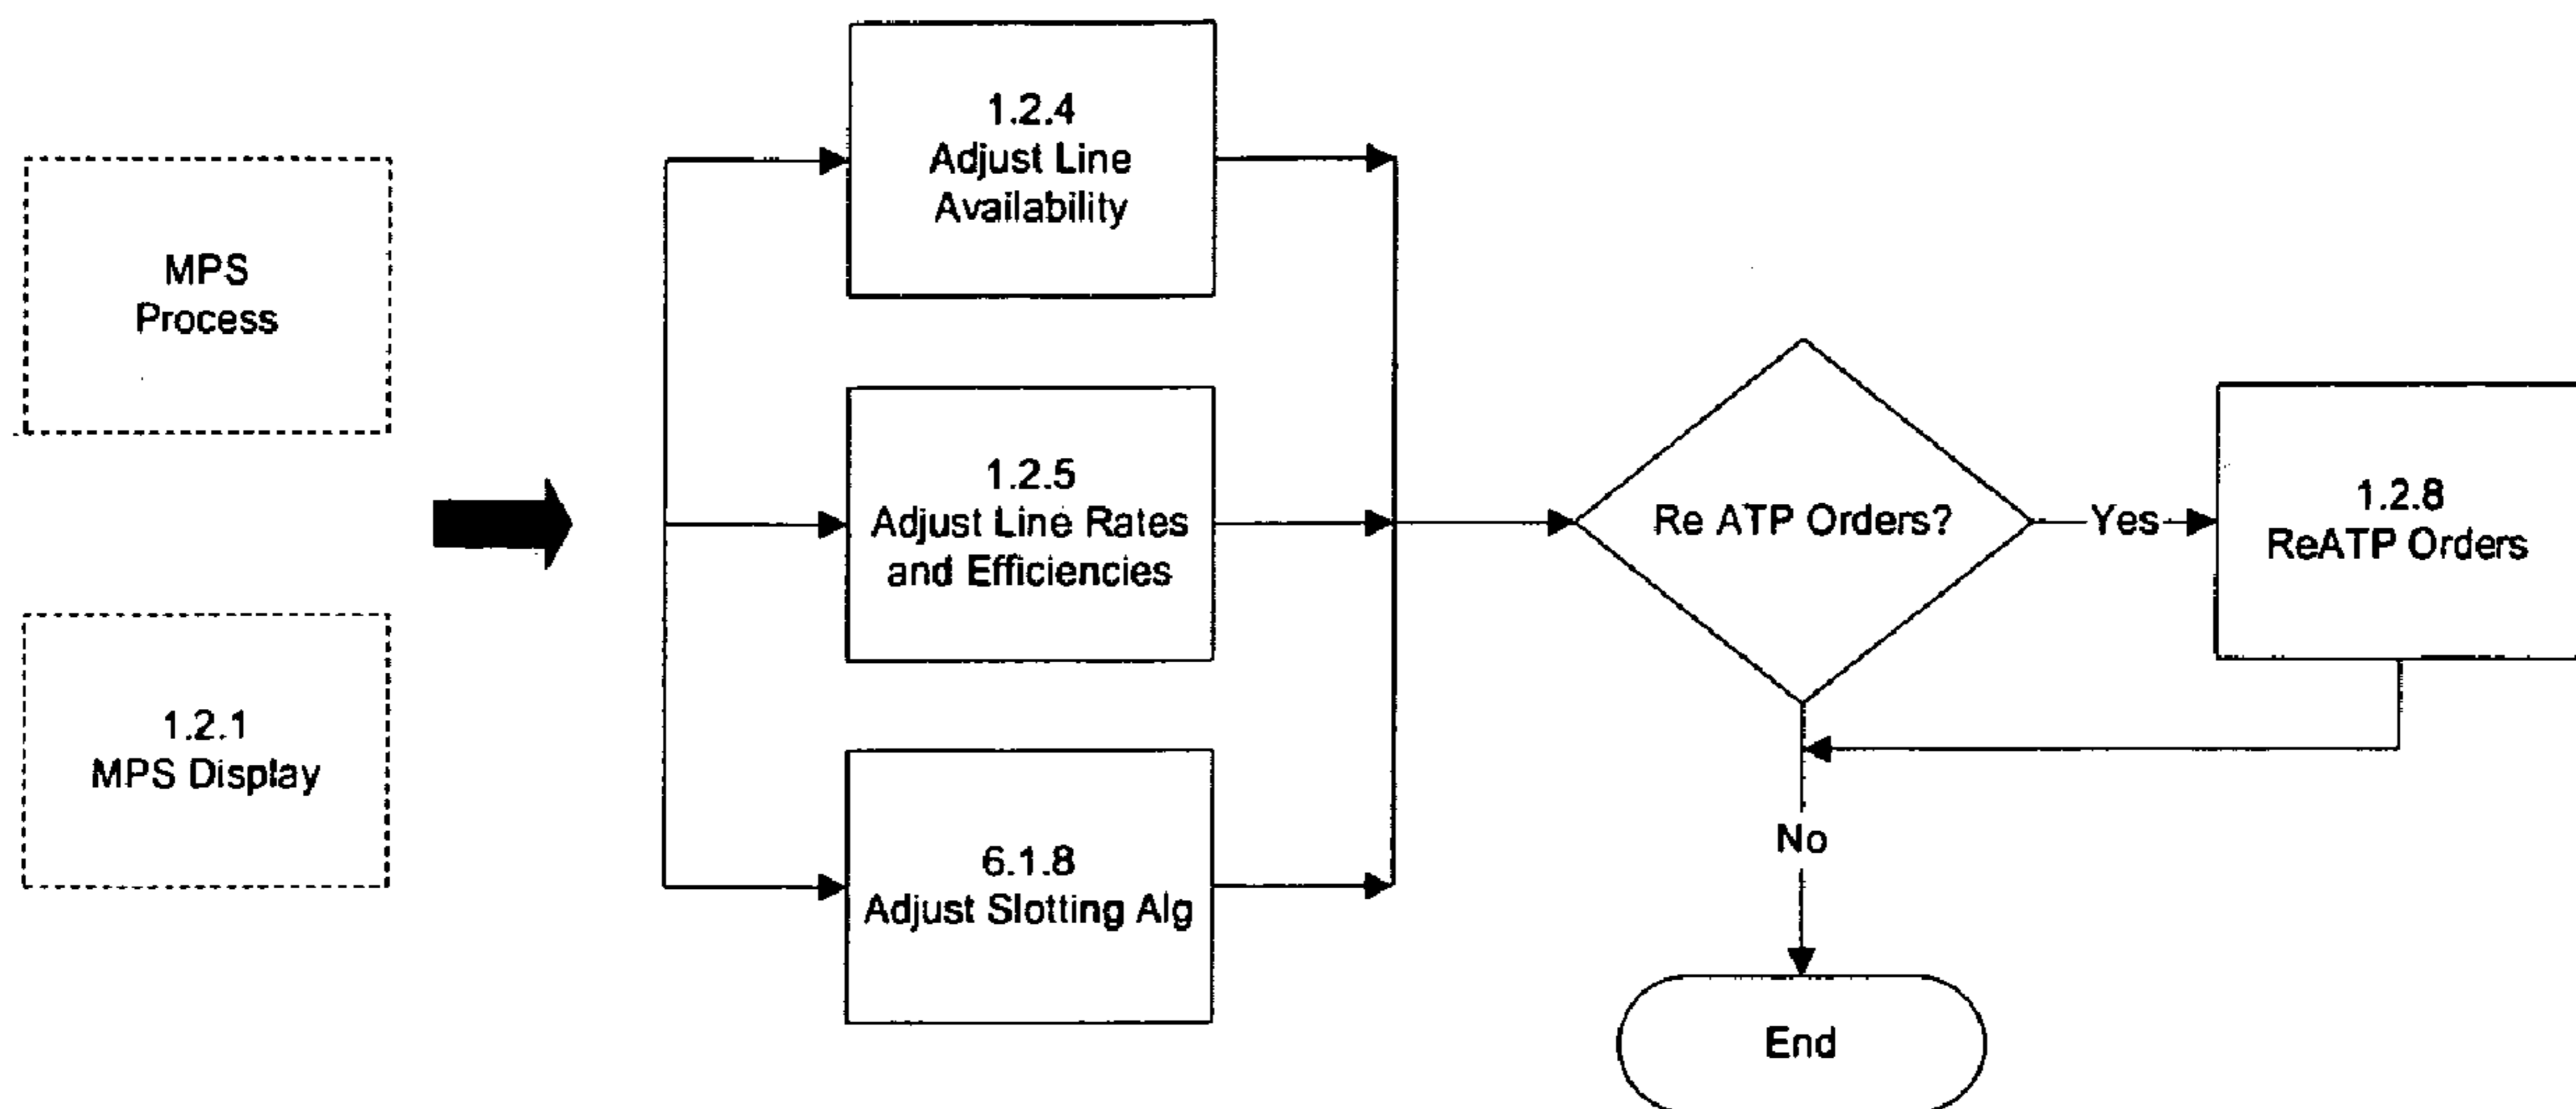 MPS
Process
1.2.1
MPS Display
1.2.4
Adjust Line
Availability
1.2.5
Adjust Line Rates
and Efficiencies
6.1.8
Adjust Slotting Alg
Re ATP Orders?
Yes
1.2.8
ReATP Orders
No
End